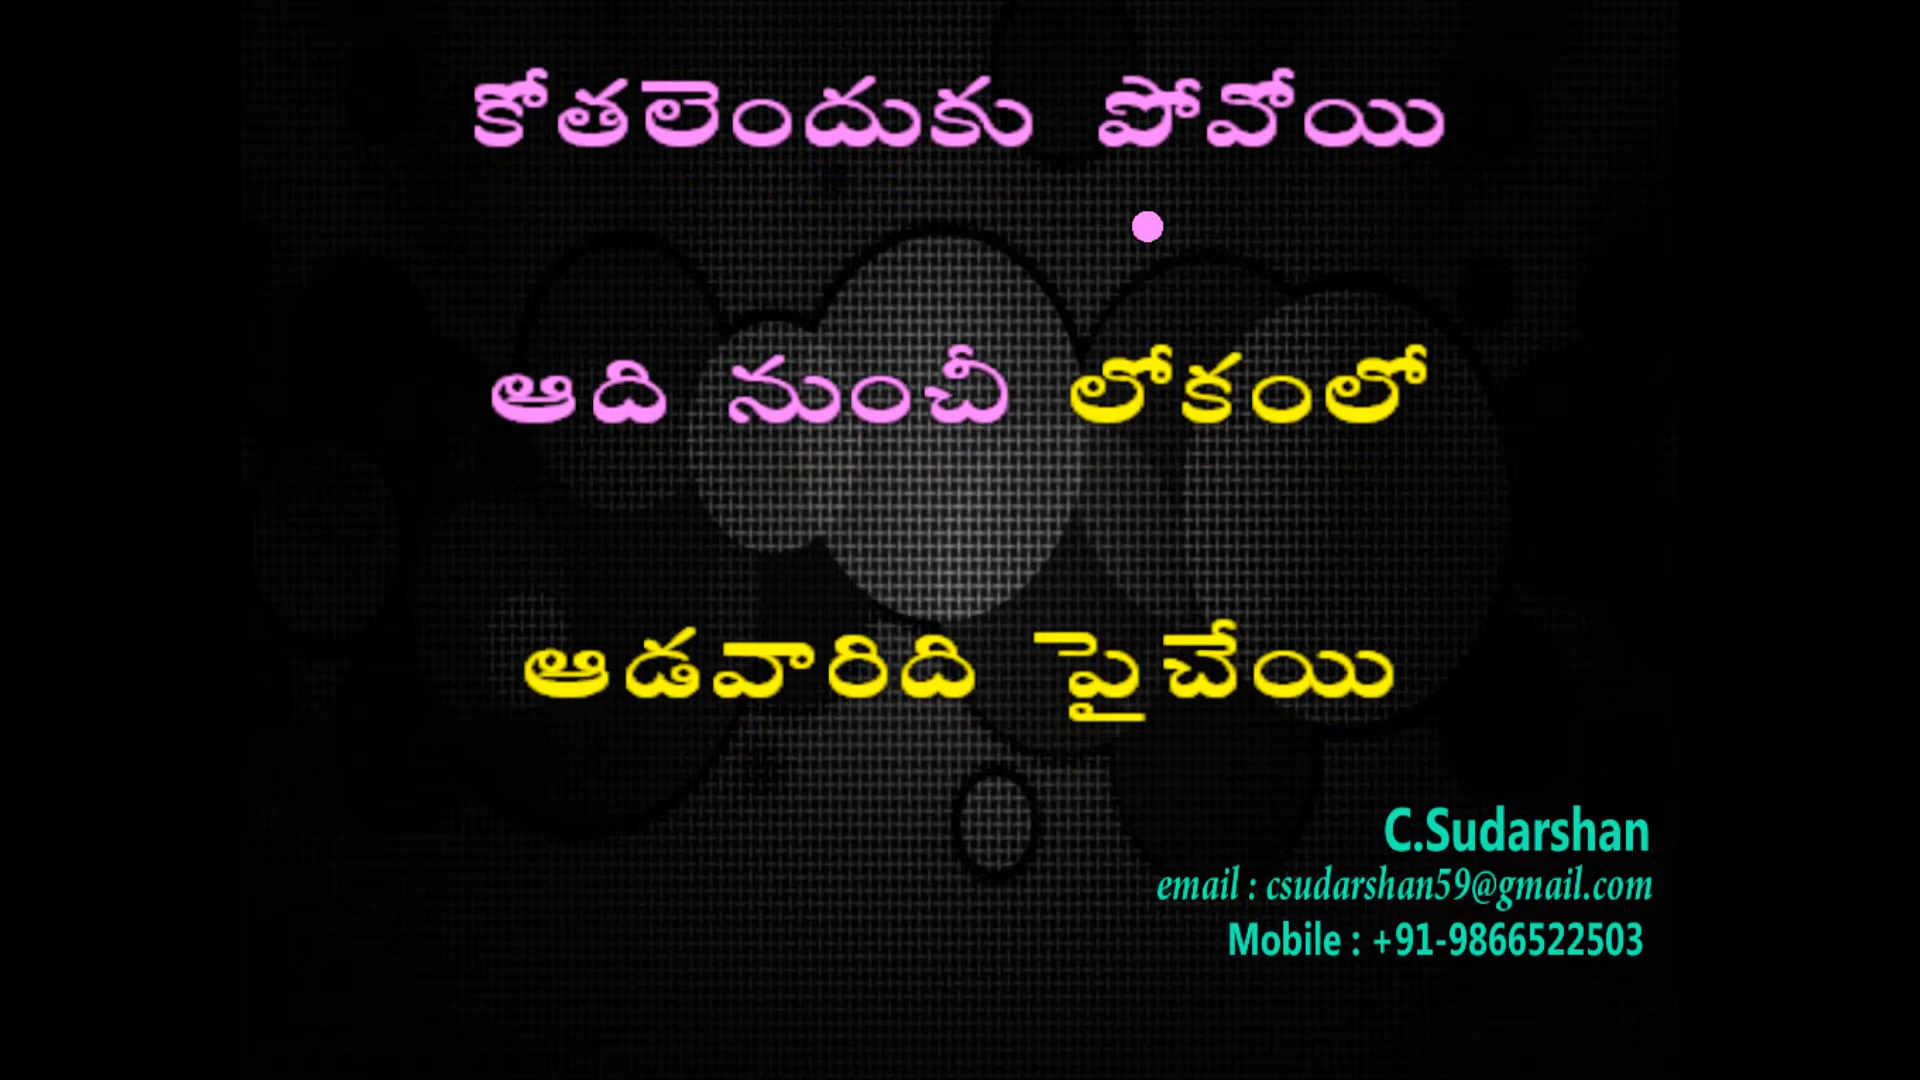 కోతలెందుకు పోవోయి
ఆది నుంచీ లోకంలో
ఆడవారిది పైచేయి
C.Sudarshan
email : csudarshan59@gmail.com
Mobile : +91-9866522503